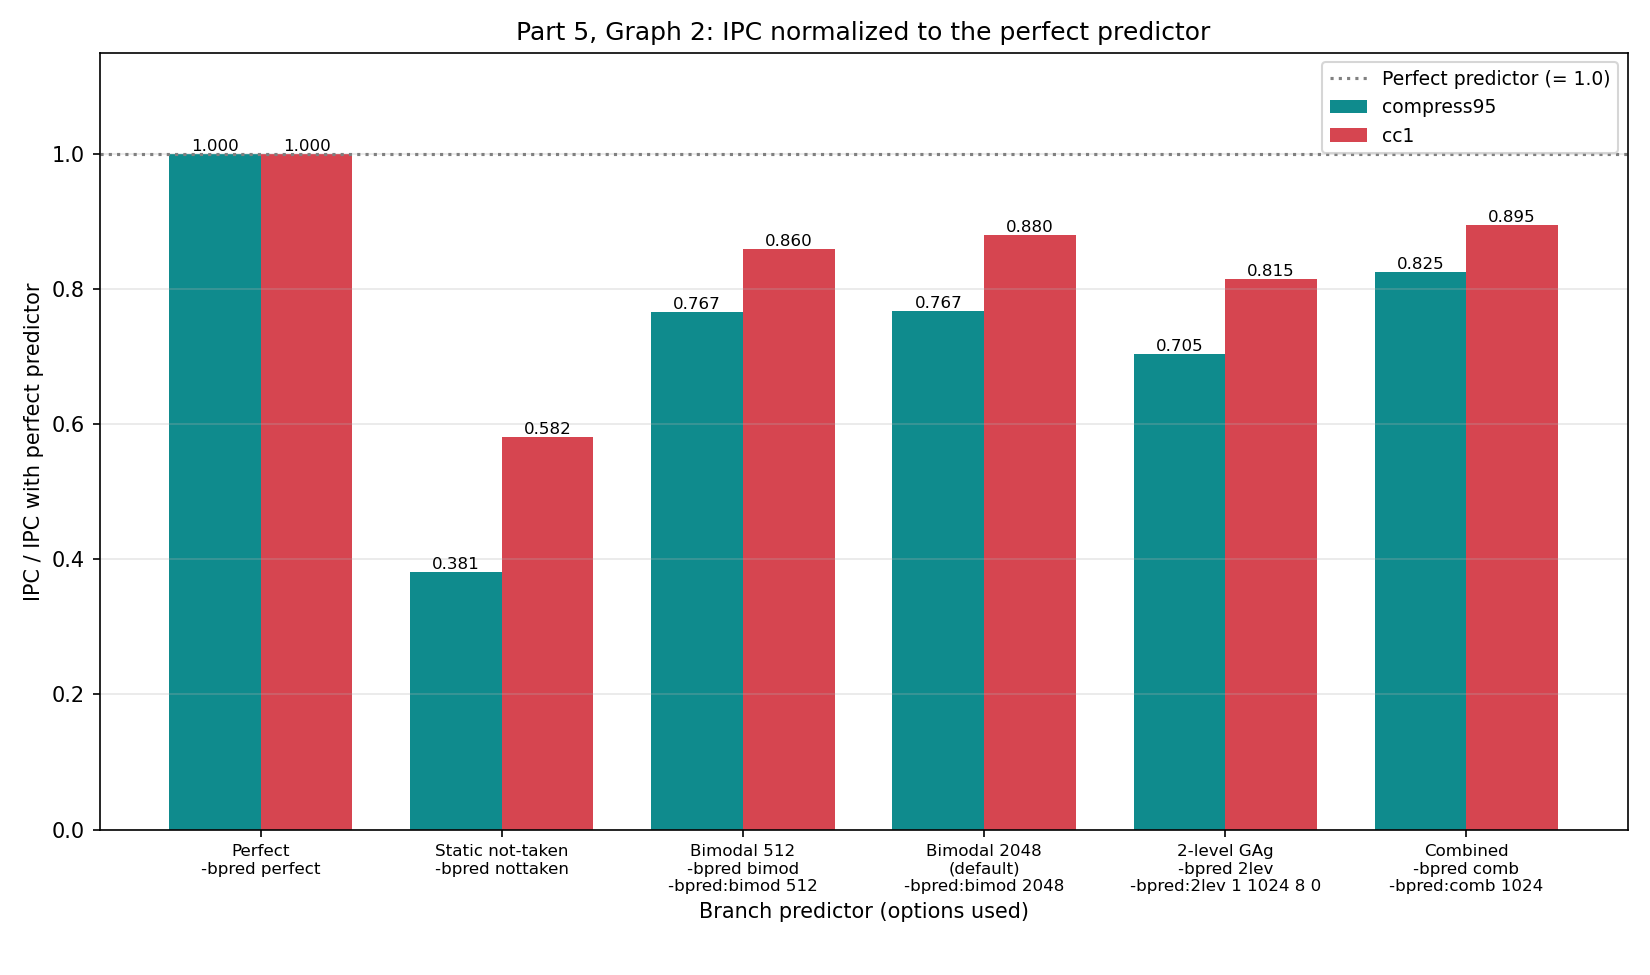 Part 5, Graph 2: IPC normalized to the perfect predictor
Perfect predictor (= 1.0)
compress95
cc1
IPC / IPC with perfect predictor
1.0
0.8
0.6
0.4
0.2
0.0
1.000
1.000
0.381
0.582
0.767
0.860
0.767
0.880
0.705
0.815
0.825
0.895
Perfect
-bpred perfect
Static not-taken
-bpred nottaken
Bimodal 512
-bpred bimod
-bpred:bimod 512
Bimodal 2048
(default)
-bpred:bimod 2048
2-level GAg
-bpred 2lev
-bpred:2lev 1 1024 8 0
Combined
-bpred comb
-bpred:comb 1024
Branch predictor (options used)